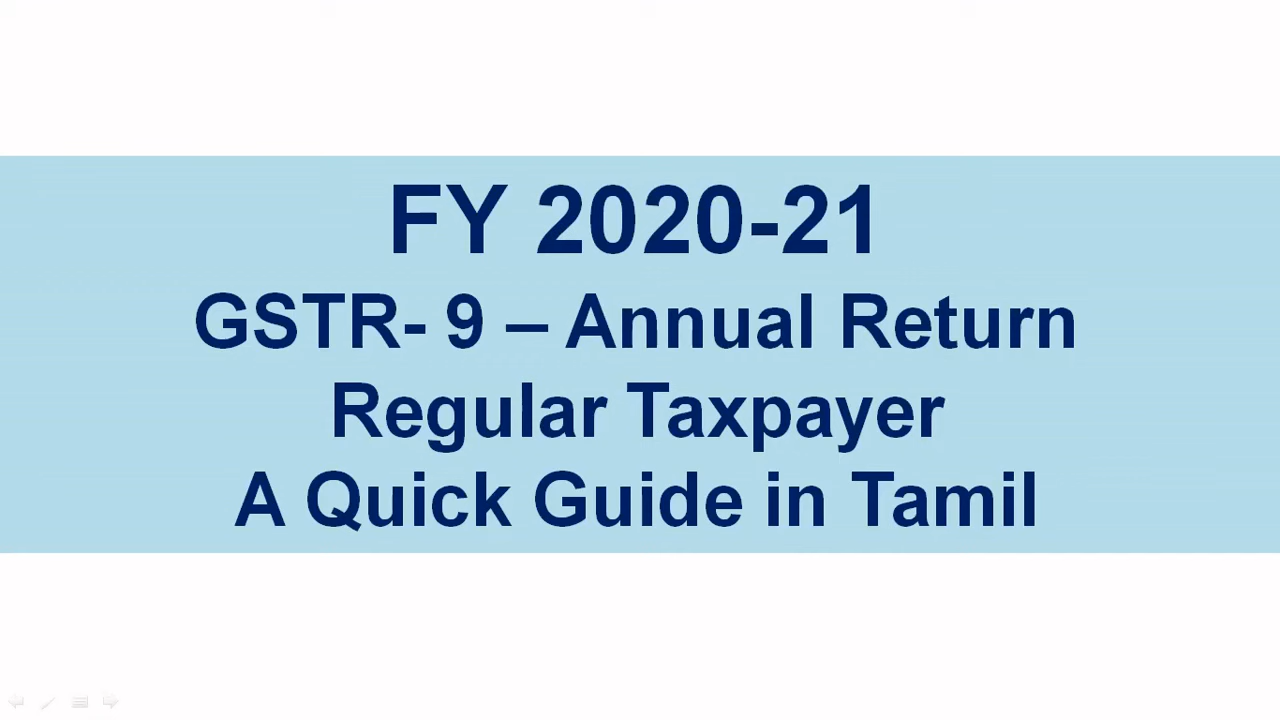 FY 2020-21
GSTR- 9 – Annual Return
Regular Taxpayer
A Quick Guide in Tamil